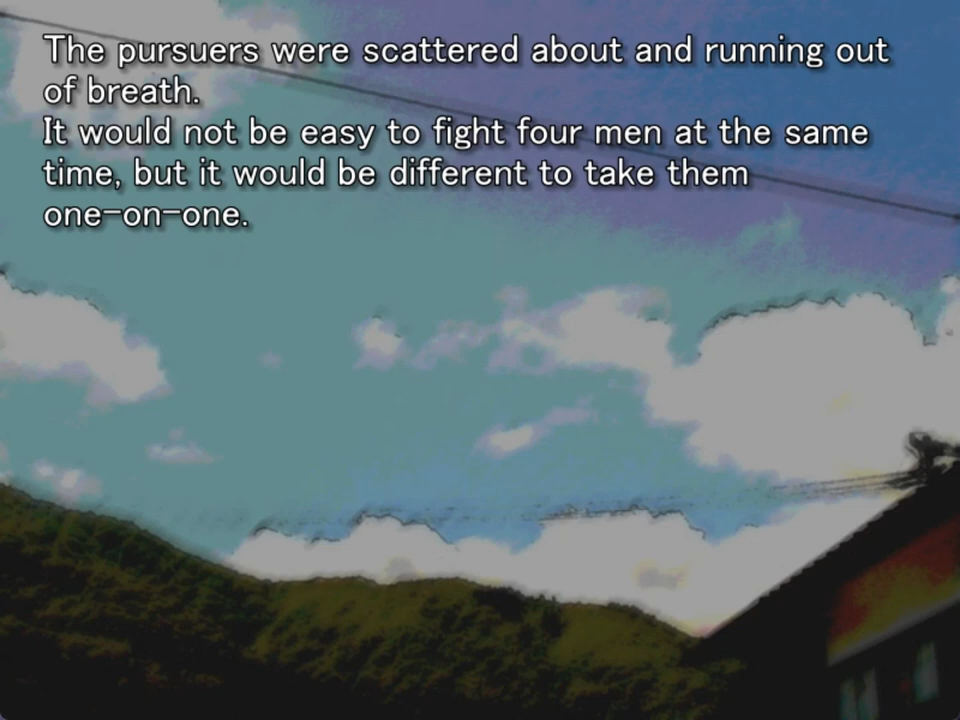 The pursuers were scattered about and running out
of breath.
It would not be easy to fight four men at the same
time, but it would be different to take them
one-on-one.